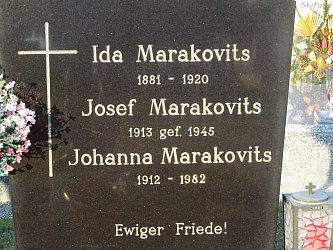 Ida Marakovits
1881 - 1920
Josef Marakovits
1913 gef. 1945
Johanna Marakovits
1912 - 1982
Ewiger Friede!